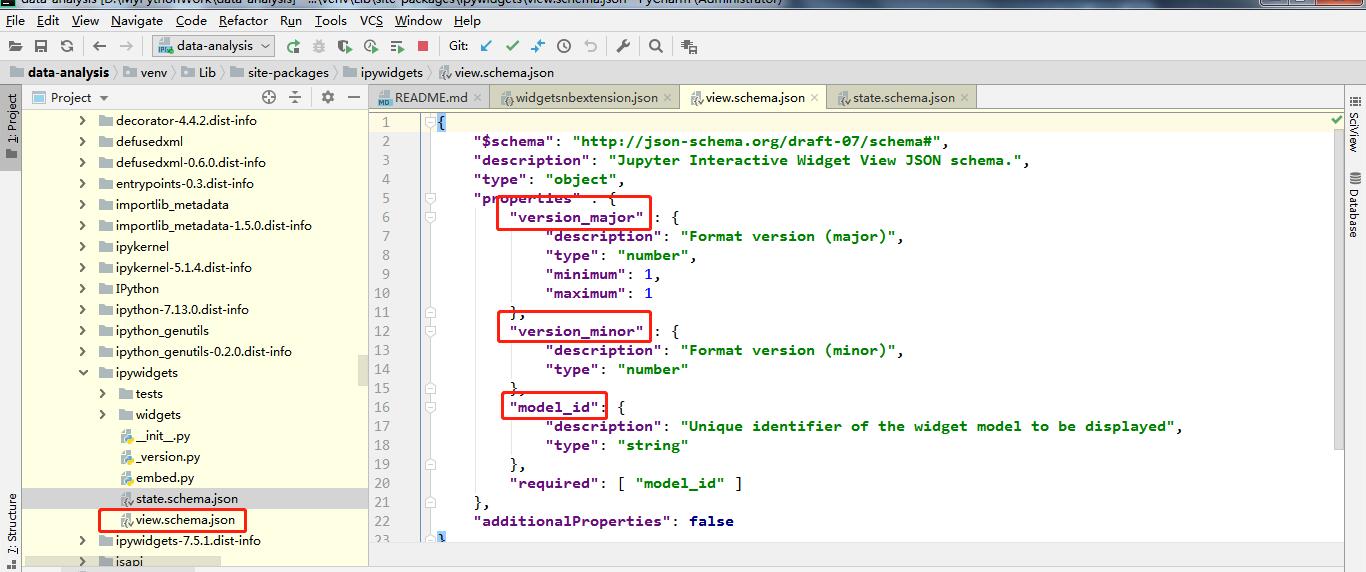 data-analysis [D:\MyPythonWork\data-analysis] - ...\venv\Lib\site-packages\ipywidgets\view.schema.json - PyCharm (Administrator)
File Edit View Navigate Code Refactor Run Tools VCS Window Help
data-analysis Git:
data-analysis venv Lib site-packages ipywidgets view.schema.json
Project
README.md widgetsnbextension.json view.schema.json state.schema.json
1: Project
7: Structure
decorator-4.4.2.dist-info
defusedxml
defusedxml-0.6.0.dist-info
entrypoints-0.3.dist-info
importlib_metadata
importlib_metadata-1.5.0.dist-info
ipykernel
ipykernel-5.1.4.dist-info
IPython
ipython-7.13.0.dist-info
ipython_genutils
ipython_genutils-0.2.0.dist-info
ipywidgets
tests
widgets
__init__.py
_version.py
embed.py
state.schema.json
view.schema.json
ipywidgets-7.5.1.dist-info
isapi
1 {
2 "$schema": "http://json-schema.org/draft-07/schema#",
3 "description": "Jupyter Interactive Widget View JSON schema.",
4 "type": "object",
5 "properties" : {
6 "version_major" : {
7 "description": "Format version (major)",
8 "type": "number",
9 "minimum": 1,
10 "maximum": 1
11 },
12 "version_minor" : {
13 "description": "Format version (minor)",
14 "type": "number"
15 },
16 "model_id": {
17 "description": "Unique identifier of the widget model to be displayed",
18 "type": "string"
19 },
20 "required": [ "model_id" ]
21 },
22 "additionalProperties": false
23 }
SciView
Database